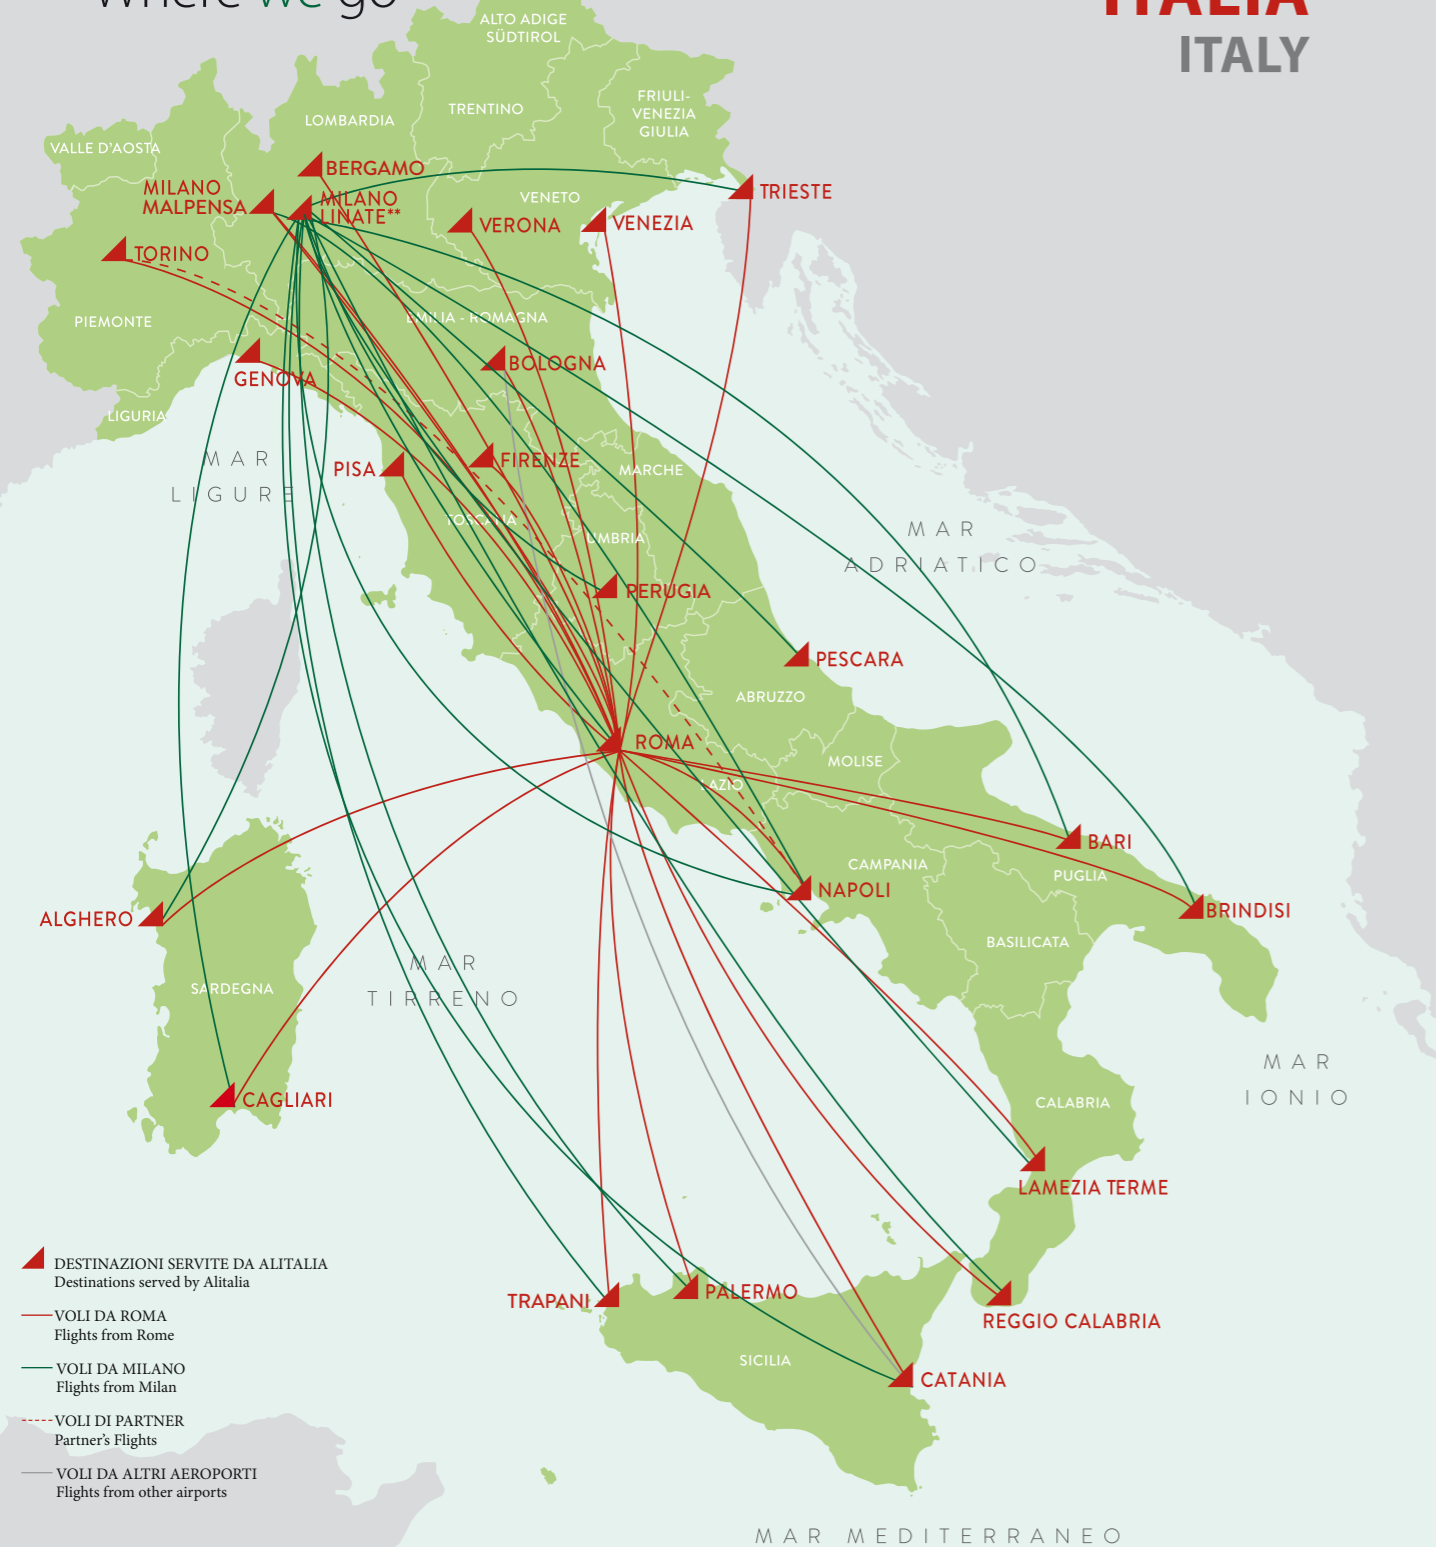 where we go
ITALIA
ITALY
ALTO ADIGE
SÜDTIROL
TRENTINO
FRIULI-
VENEZIA
GIULIA
LOMBARDIA
VALLE D'AOSTA
BERGAMO
MILANO
MALPENSA
MILANO
LINATE**
VENETO
TRIESTE
VERONA
VENEZIA
TORINO
PIEMONTE
EMILIA - ROMAGNA
BOLOGNA
GENOVA
LIGURIA
MAR
LIGURE
PISA
FIRENZE
MARCHE
TOSCANA
UMBRIA
MAR
ADRIATICO
PERUGIA
PESCARA
ABRUZZO
ROMA
LAZIO
MOLISE
BARI
CAMPANIA
PUGLIA
NAPOLI
BRINDISI
ALGHERO
BASILICATA
MAR
TIRRENO
SARDEGNA
MAR
IONIO
CAGLIARI
CALABRIA
LAMEZIA TERME
TRAPANI
PALERMO
REGGIO CALABRIA
SICILIA
CATANIA
DESTINAZIONI SERVITE DA ALITALIA
Destinations served by Alitalia
VOLI DA ROMA
Flights from Rome
VOLI DA MILANO
Flights from Milan
VOLI DI PARTNER
Partner's Flights
VOLI DA ALTRI AEROPORTI
Flights from other airports
MAR MEDITERRANEO